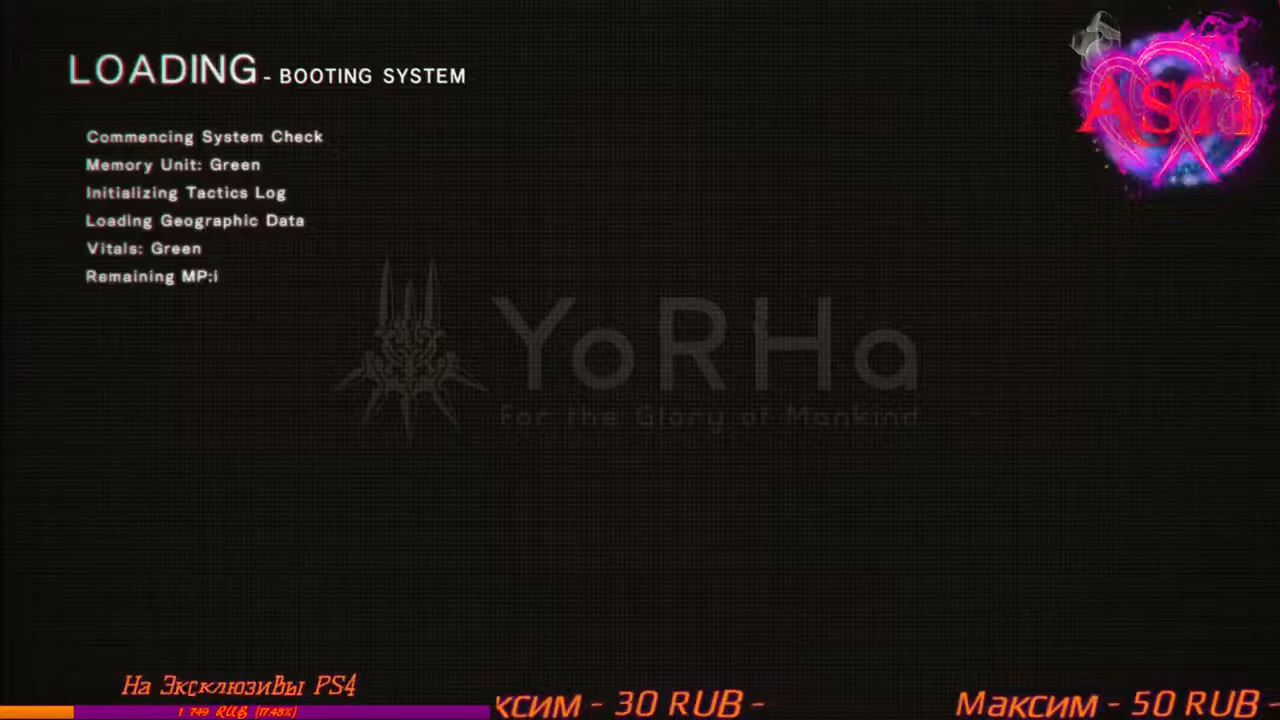 LOADING - BOOTING SYSTEM
ASTI
Commencing System Check
Memory Unit: Green
Initializing Tactics Log
Loading Geographic Data
Vitals: Green
Remaining MP:i
YoRHa
For the Glory of Mankind
На Эксклюзивы PS4
1 749 RUB (17.48%)
ксим - 30 RUB - Максим - 50 RUB -